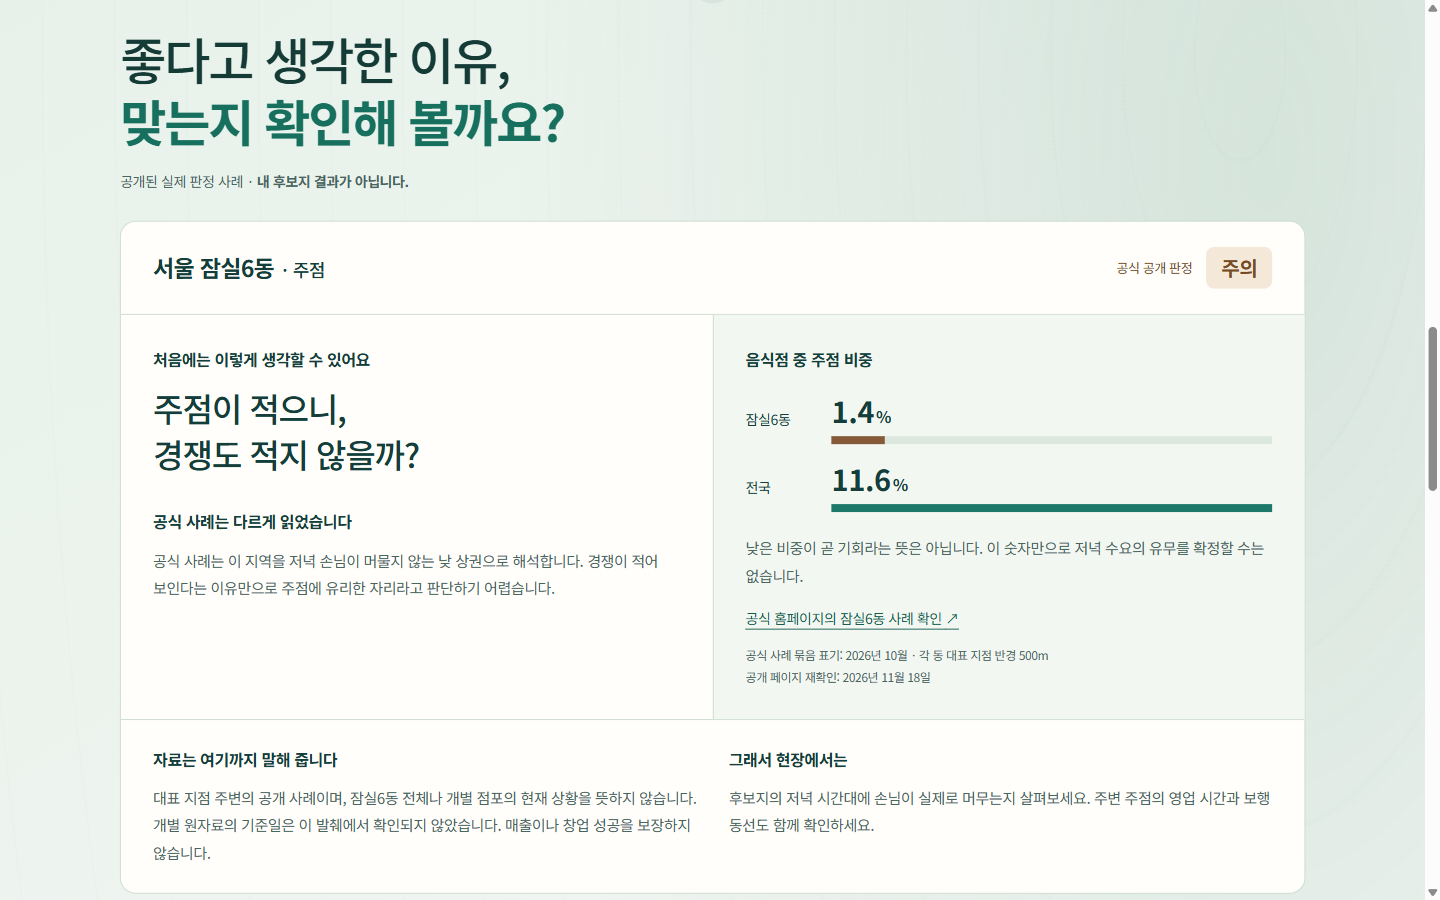 좋다고 생각한 이유,
맞는지 확인해 볼까요?
공개된 실제 판정 사례 · 내 후보지 결과가 아닙니다.
서울 잠실6동 · 주점
공식 공개 판정
주의
처음에는 이렇게 생각할 수 있어요
주점이 적으니,
경쟁도 적지 않을까?
공식 사례는 다르게 읽었습니다
공식 사례는 이 지역을 저녁 손님이 머물지 않는 낮 상권으로 해석합니다. 경쟁이 적어
보인다는 이유만으로 주점에 유리한 자리라고 판단하기 어렵습니다.
음식점 중 주점 비중
잠실6동 1.4%
전국 11.6%
낮은 비중이 곧 기회라는 뜻은 아닙니다. 이 숫자만으로 저녁 수요의 유무를 확정할 수는
없습니다.
공식 홈페이지의 잠실6동 사례 확인 ↗
공식 사례 묶음 표기: 2026년 10월 · 각 동 대표 지점 반경 500m
공개 페이지 재확인: 2026년 11월 18일
자료는 여기까지 말해 줍니다
대표 지점 주변의 공개 사례이며, 잠실6동 전체나 개별 점포의 현재 상황을 뜻하지 않습니다.
개별 원자료의 기준일은 이 발췌에서 확인되지 않았습니다. 매출이나 창업 성공을 보장하지
않습니다.
그래서 현장에서는
후보지의 저녁 시간대에 손님이 실제로 머무는지 살펴보세요. 주변 주점의 영업 시간과 보행
동선도 함께 확인하세요.